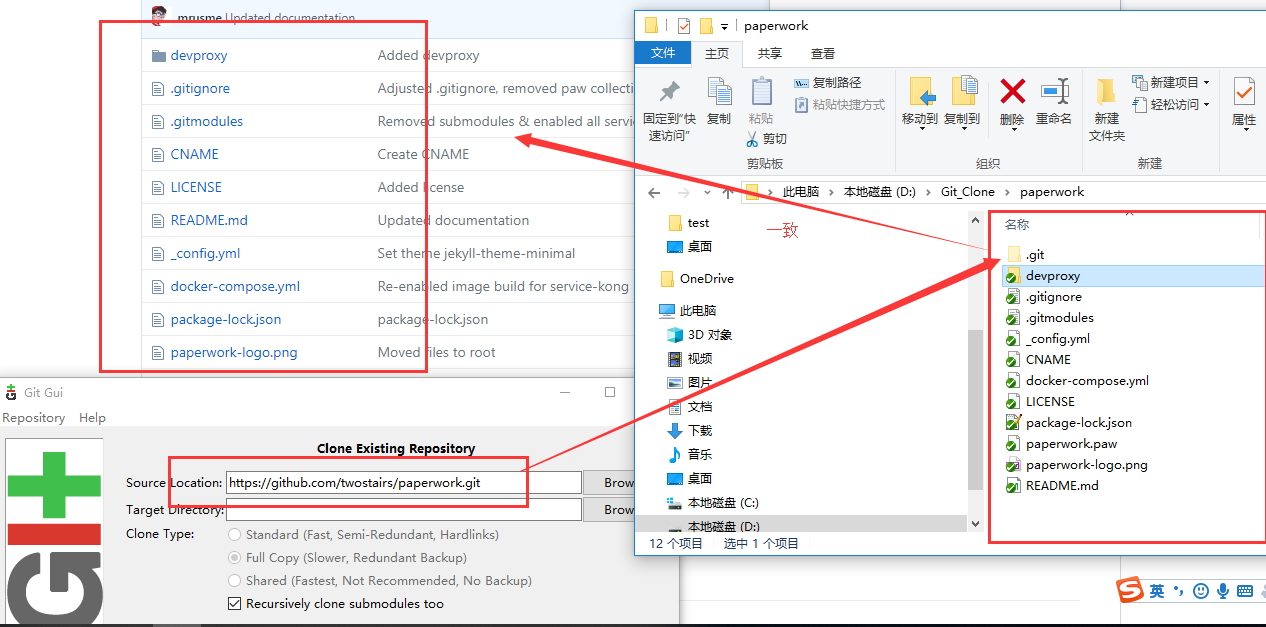 mrusme Updated documentation
devproxy Added devproxy
.gitignore Adjusted .gitignore, removed paw collecti
.gitmodules Removed submodules & enabled all servi
CNAME Create CNAME
LICENSE Added license
README.md Updated documentation
_config.yml Set theme jekyll-theme-minimal
docker-compose.yml Re-enabled image build for service-kong
package-lock.json package-lock.json
paperwork-logo.png Moved files to root
Git Gui
Repository Help
Clone Existing Repository
Source Location: https://github.com/twostairs/paperwork.git Brow
Target Directory: Brow
Clone Type: Standard (Fast, Semi-Redundant, Hardlinks)
Full Copy (Slower, Redundant Backup)
Shared (Fastest, Not Recommended, No Backup)
Recursively clone submodules too
git
paperwork
文件 主页 共享 查看
固定到"快
速访问"
复制
粘贴
复制路径
粘贴快捷方式
剪切
剪贴板
移动到 复制到 删除 重命名
组织
新建
文件夹
新建项目
轻松访问
新建
属性
此电脑 本地磁盘 (D:) Git_Clone paperwork
test
桌面
OneDrive
此电脑
3D 对象
视频
图片
文档
下载
音乐
桌面
本地磁盘 (C:)
本地磁盘 (D:)
一致
名称
.git
devproxy
.gitignore
.gitmodules
_config.yml
CNAME
docker-compose.yml
LICENSE
package-lock.json
paperwork.paw
paperwork-logo.png
README.md
12 个项目 选中 1 个项目
S 英